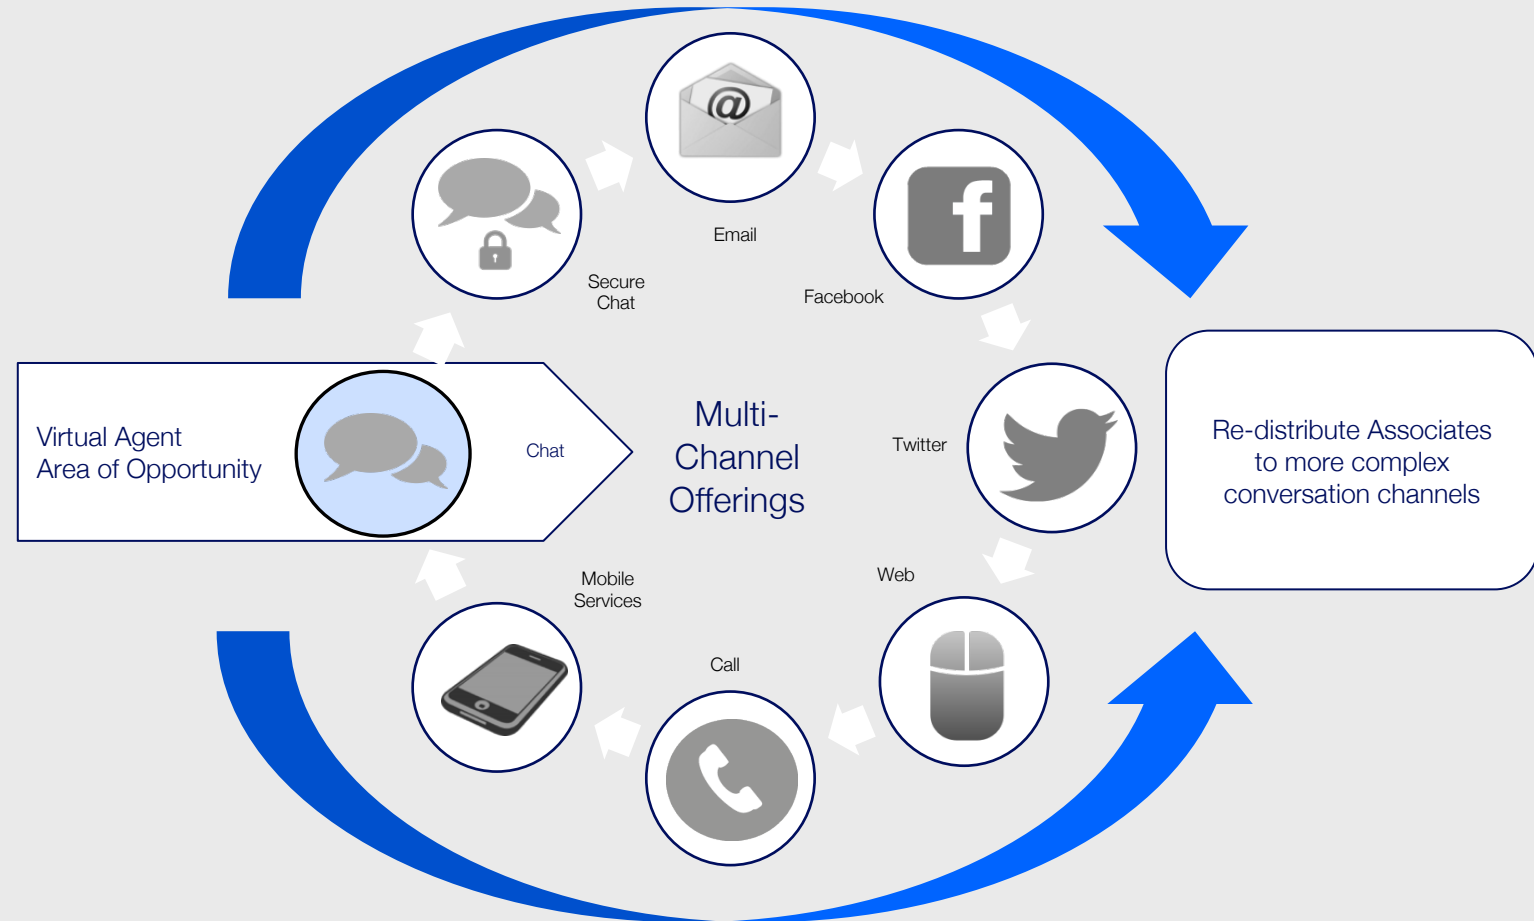 Email
Secure
Chat
Facebook
Virtual Agent
Area of Opportunity
Chat
Multi-
Channel
Offerings
Twitter
Re-distribute Associates
to more complex
conversation channels
Mobile
Services
Web
Call
@
f